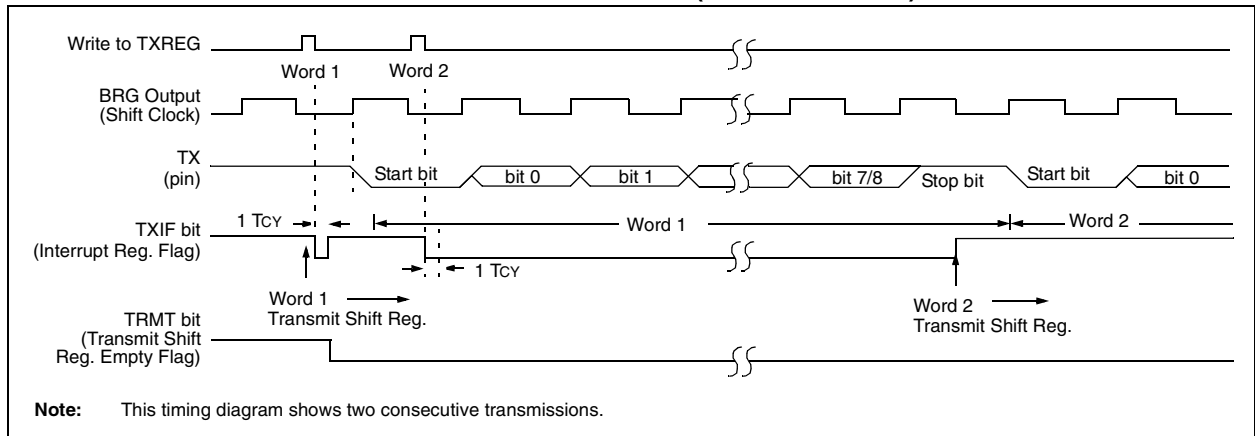 Write to TXREG
Word 1
Word 2
BRG Output
(Shift Clock)
TX
(pin)
Start bit
bit 0
bit 1
bit 7/8
Stop bit
Start bit
bit 0
1 TCY
TXIF bit
(Interrupt Reg. Flag)
Word 1
Word 2
1 TCY
Word 1
Transmit Shift Reg.
Word 2
Transmit Shift Reg.
TRMT bit
(Transmit Shift
Reg. Empty Flag)
Note: This timing diagram shows two consecutive transmissions.